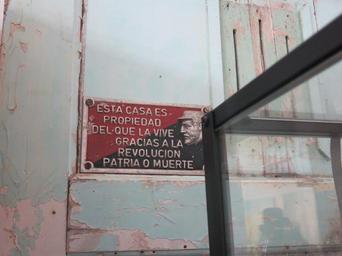 ESTA CASA ES
PROPIEDAD
DEL QUE LA VIVE
GRACIAS A LA
REVOLUCION
PATRIA O MUERTE